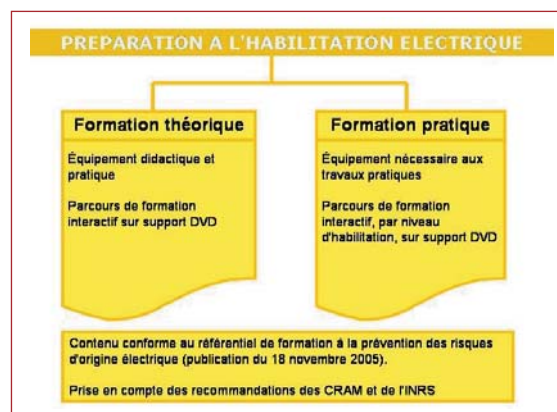 PREPARATION A L'HABILITATION ELECTRIQUE
Formation théorique
Équipement didactique et
pratique
Parcours de formation
interactif sur support DVD
Formation pratique
Équipement nécessaire aux
travaux pratiques
Parcours de formation
interactif, par niveau
d'habilitation, sur support DVD
Contenu conforme au référentiel de formation à la prévention des risques
d'origine électrique (publication du 18 novembre 2005).
Prise en compte des recommandations des CRAM et de l'INRS